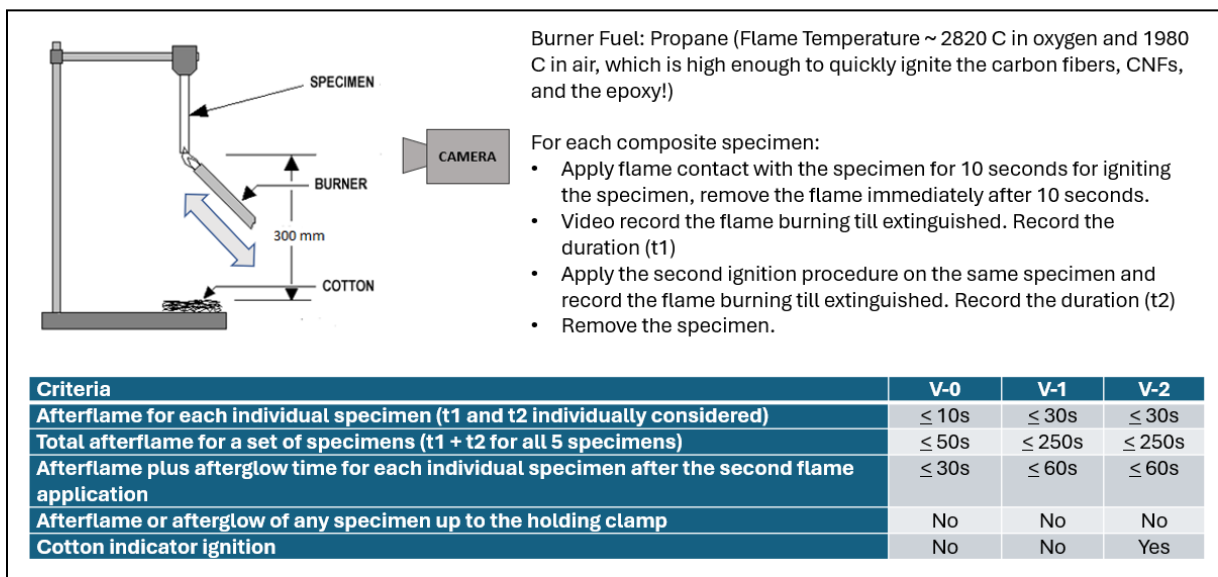 SPECIMEN
BURNER
300 mm
COTTON
CAMERA
Burner Fuel: Propane (Flame Temperature ~ 2820 C in oxygen and 1980
C in air, which is high enough to quickly ignite the carbon fibers, CNFs,
and the epoxy!)
For each composite specimen:
• Apply flame contact with the specimen for 10 seconds for igniting
the specimen, remove the flame immediately after 10 seconds.
• Video record the flame burning till extinguished. Record the
duration (t1)
• Apply the second ignition procedure on the same specimen and
record the flame burning till extinguished. Record the duration (t2)
• Remove the specimen.
Criteria V-0 V-1 V-2
Afterflame for each individual specimen (t1 and t2 individually considered) ≤ 10s ≤ 30s ≤ 30s
Total afterflame for a set of specimens (t1 + t2 for all 5 specimens) ≤ 50s ≤ 250s ≤ 250s
Afterflame plus afterglow time for each individual specimen after the second flame ≤ 30s ≤ 60s ≤ 60s
application
Afterflame or afterglow of any specimen up to the holding clamp No No No
Cotton indicator ignition No No Yes